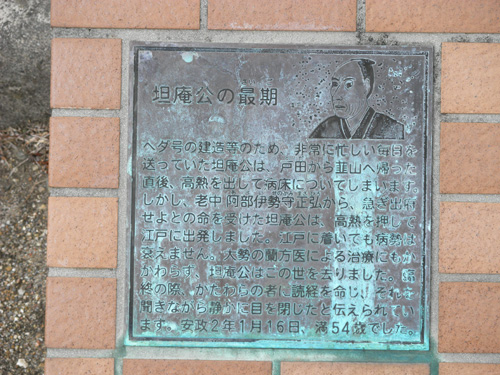 坦庵公の最期
ヘダ号の建造等のため、非常に忙しい毎日を
送っていた坦庵公は、戸田から韮山へ帰った
直後、高熱を出して病床についてしまいます。
しかし、老中阿部伊勢守正弘から、急ぎ出府
せよとの命を受けた坦庵公は、高熱を押して
江戸に出発しました。江戸に着いても病勢は
衰えません。大勢の蘭方医による治療にもか
かわらず、坦庵公はこの世を去りました。臨
終の際、かたわらの者に読経を命じ、それを
聞きながら静かに目を閉じたと伝えられてい
ます。安政2年1月16日、満54歳でした。